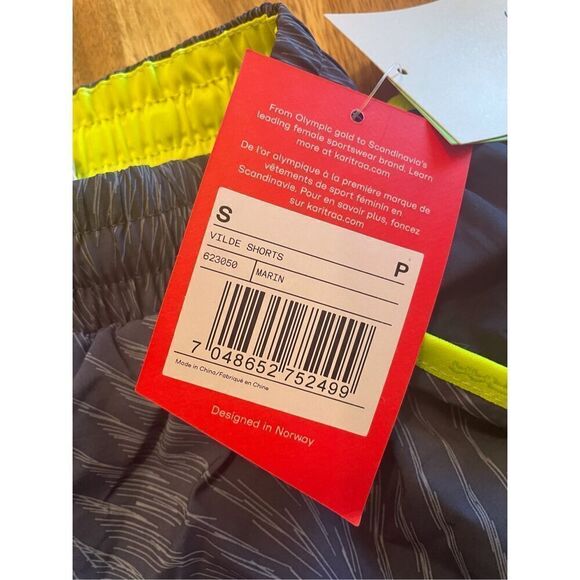 From Olympic gold to Scandinavia's
leading female sportswear brand. Learn
more at karitraa.com
De l'or olympique à la première marque de
vêtements de sport féminin en
Scandinavie. Pour en savoir plus, foncez
sur karitraa.com
S P
VILDE SHORTS
623050 MARIN
7 048652 752499
Made in China/Fabriqué en Chine
Designed in Norway